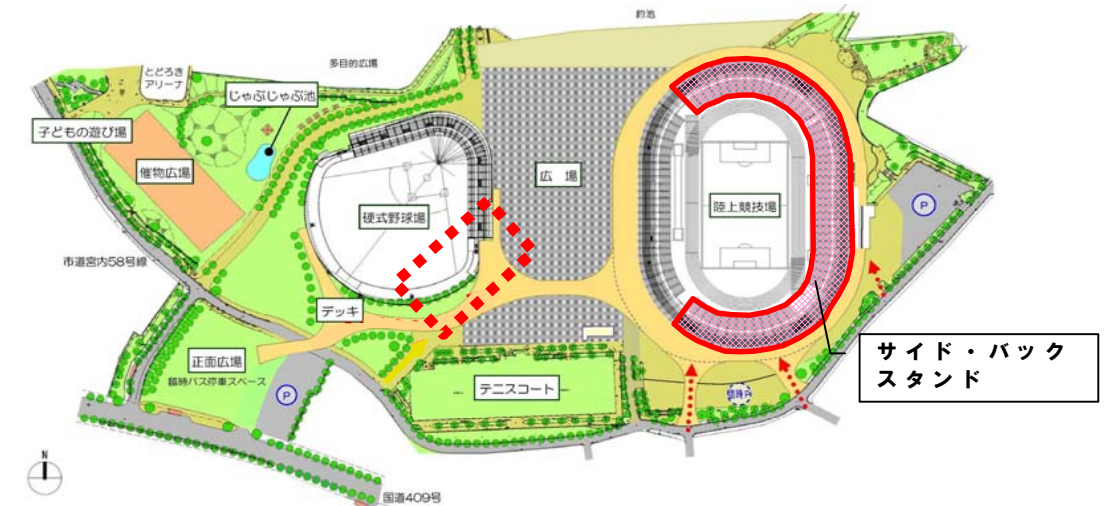 釣池
多目的広場
とどろき
アリーナ
じゃぶじゃぶ池
子どもの遊び場
催物広場
広 場
硬式野球場
陸上競技場
P
市道宮内58号線
デッキ
サイド・バック
スタンド
正面広場
臨時バス停車スペース
テニスコート
P
臨時P
N
国道409号